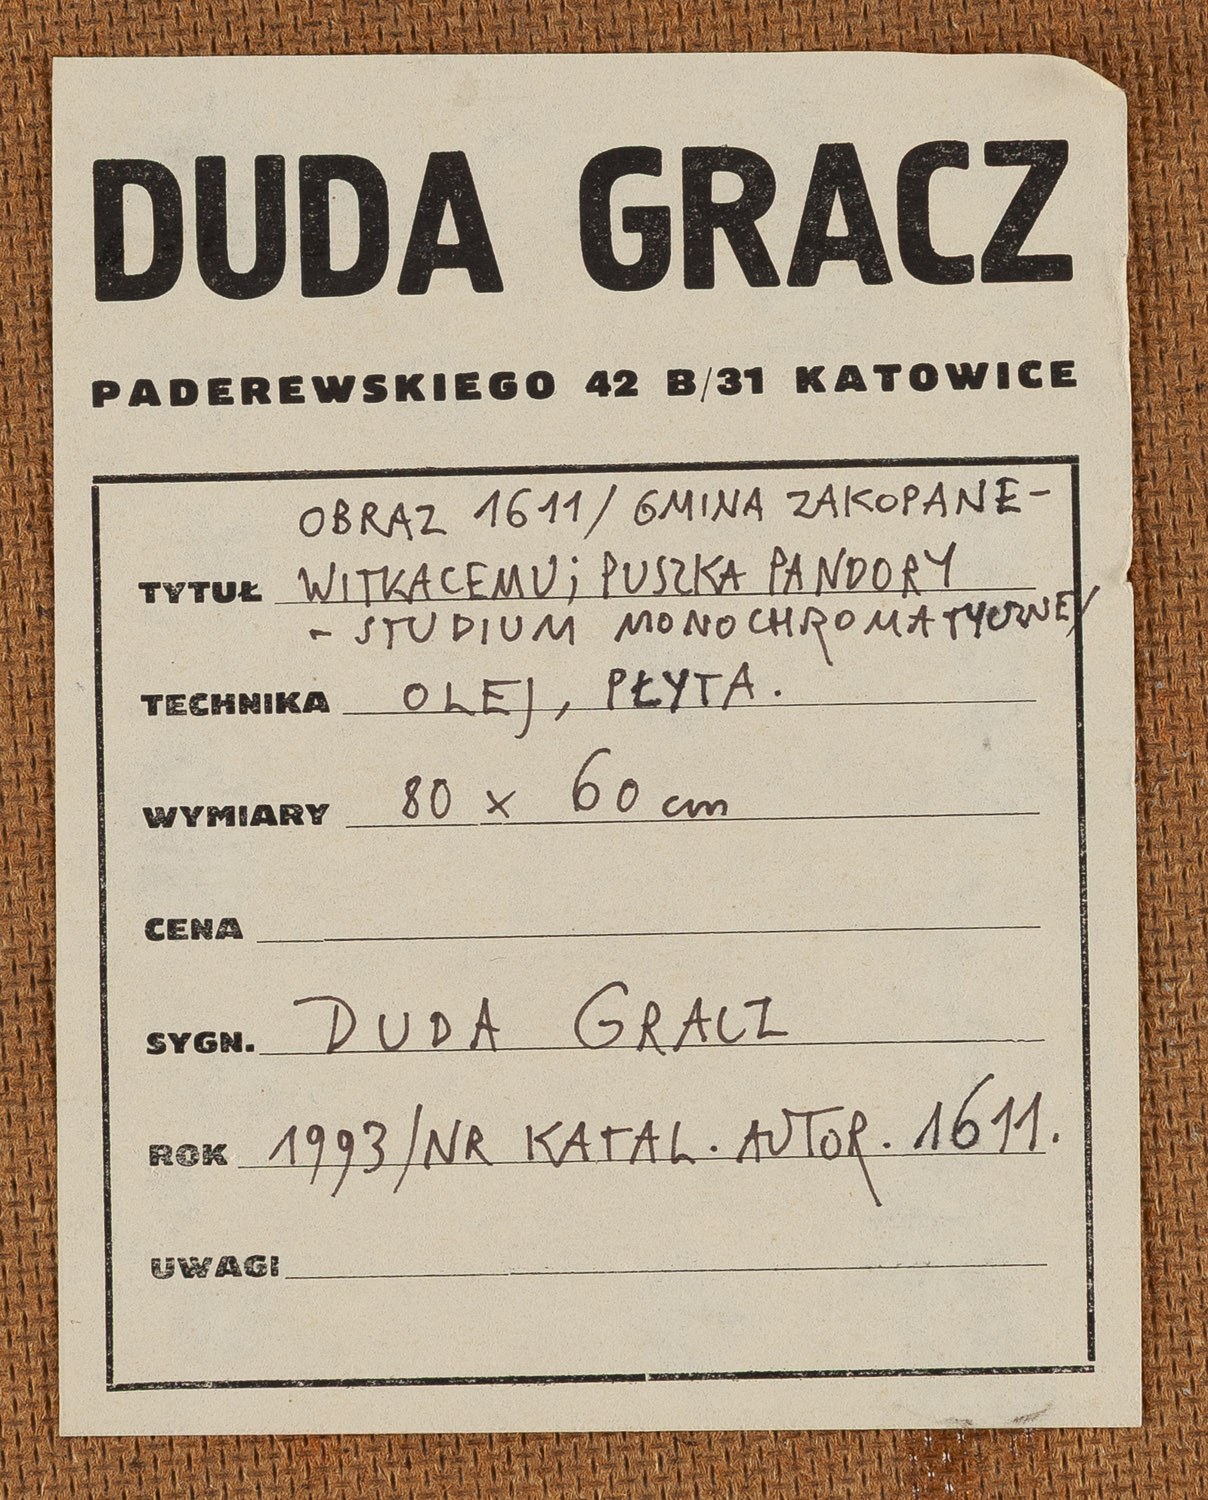 DUDA GRACZ
PADEREWSKIEGO 42 B/31 KATOWICE
OBRAZ 1611/GMINA ZAKOPANE-
TYTUŁ WITKACEMU; PUSZKA PANDORY
- STUDIUM MONOCHROMATYCZNE/
TECHNIKA OLEJ, PŁYTA.
WYMIARY 80 x 60 cm
CENA
SYGN. DUDA GRACZ
ROK 1993/NR KATAL. AUTOR. 1611.
UWAGI